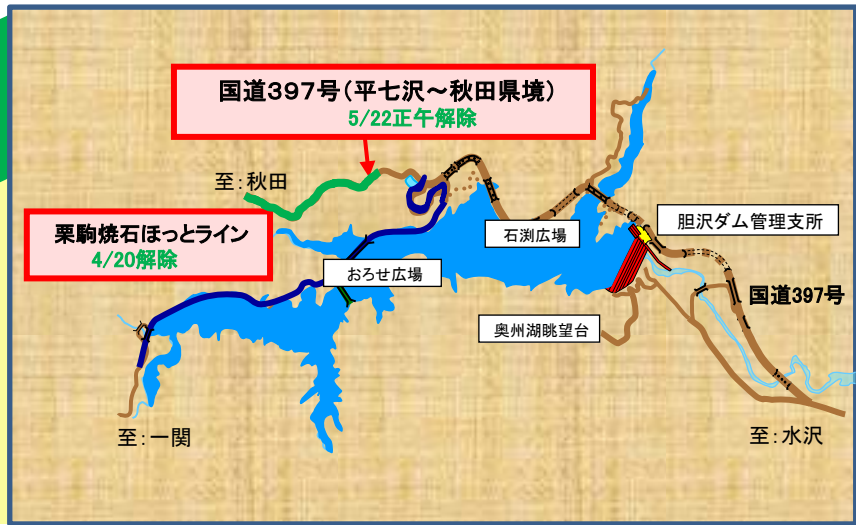 国道397号(平七沢～秋田県境)
5/22正午解除
至:秋田
栗駒焼石ほっとライン
4/20解除
石渕広場
胆沢ダム管理支所
おろせ広場
国道397号
奥州湖眺望台
至:一関
至:水沢